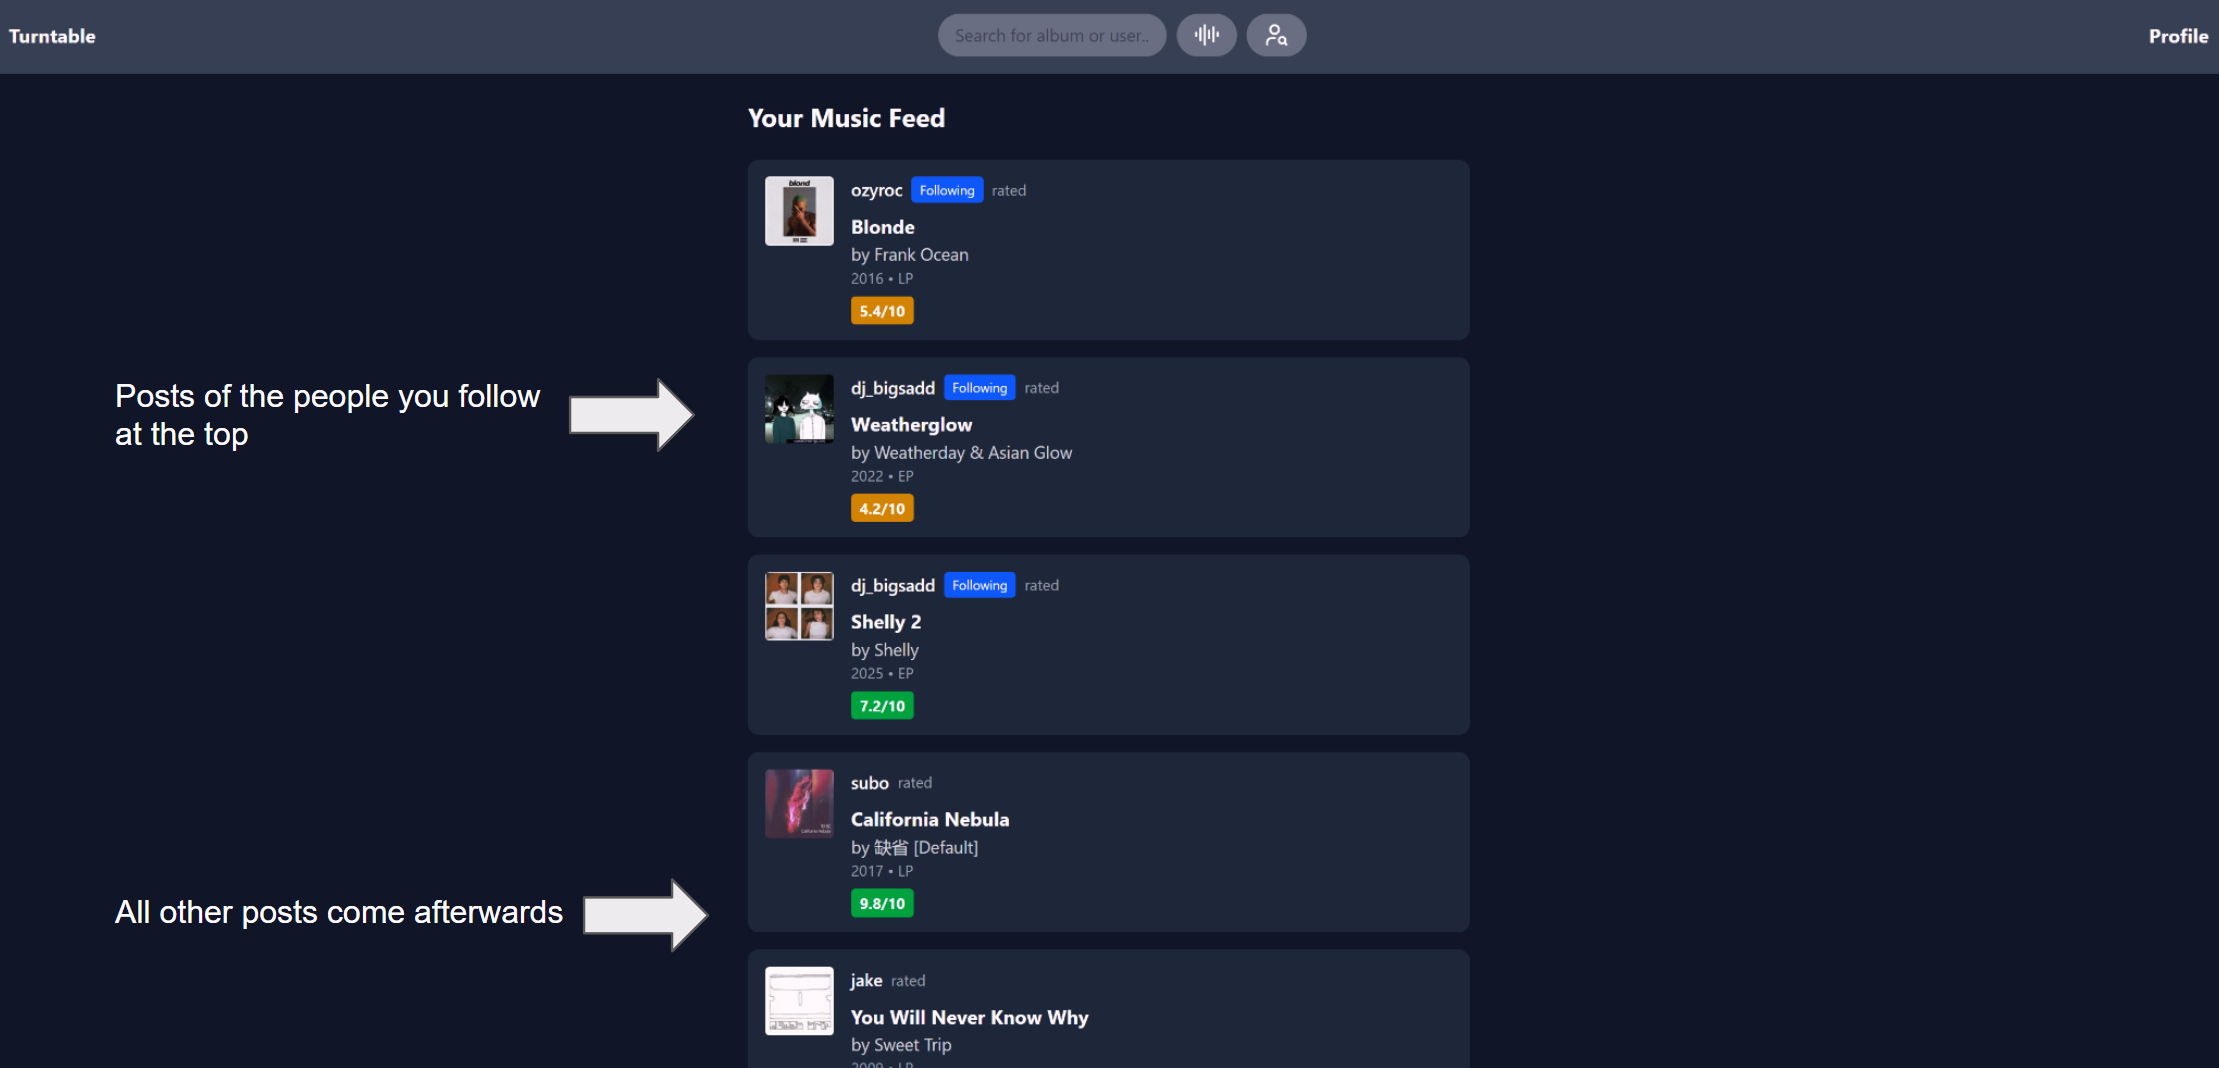 Turntable
Search for album or user..
Profile
Your Music Feed
blond
ozyroc Following rated
Blonde
by Frank Ocean
2016 • LP
5.4/10
Posts of the people you follow
at the top
dj_bigsadd Following rated
Weatherglow
by Weatherday & Asian Glow
2022 • EP
4.2/10
dj_bigsadd Following rated
Shelly 2
by Shelly
2025 • EP
7.2/10
subo rated
California Nebula
by 缺省 [Default]
2017 • LP
9.8/10
All other posts come afterwards
jake rated
You Will Never Know Why
by Sweet Trip
2009 • LP